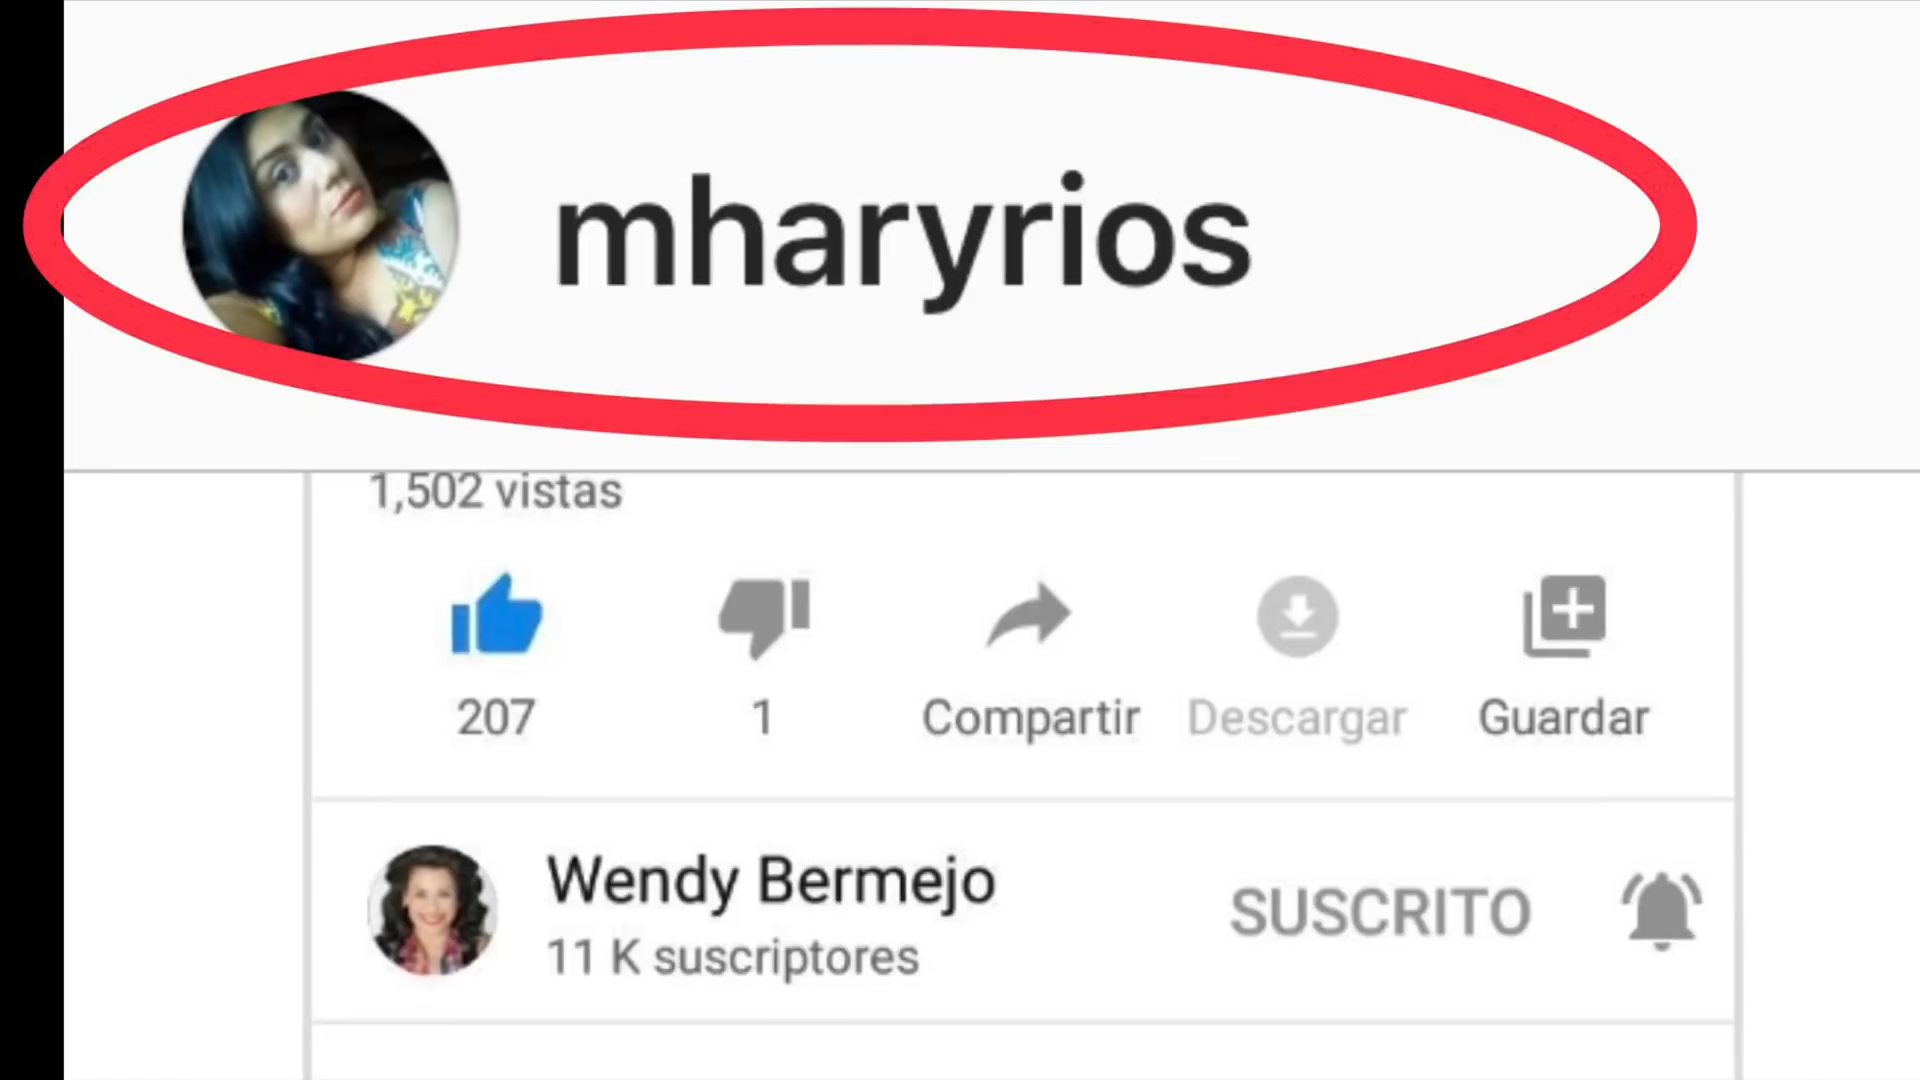 mharyrios
1,502 vistas
207
1
Compartir
Descargar
Guardar
Wendy Bermejo
SUSCRITO
11 K suscriptores